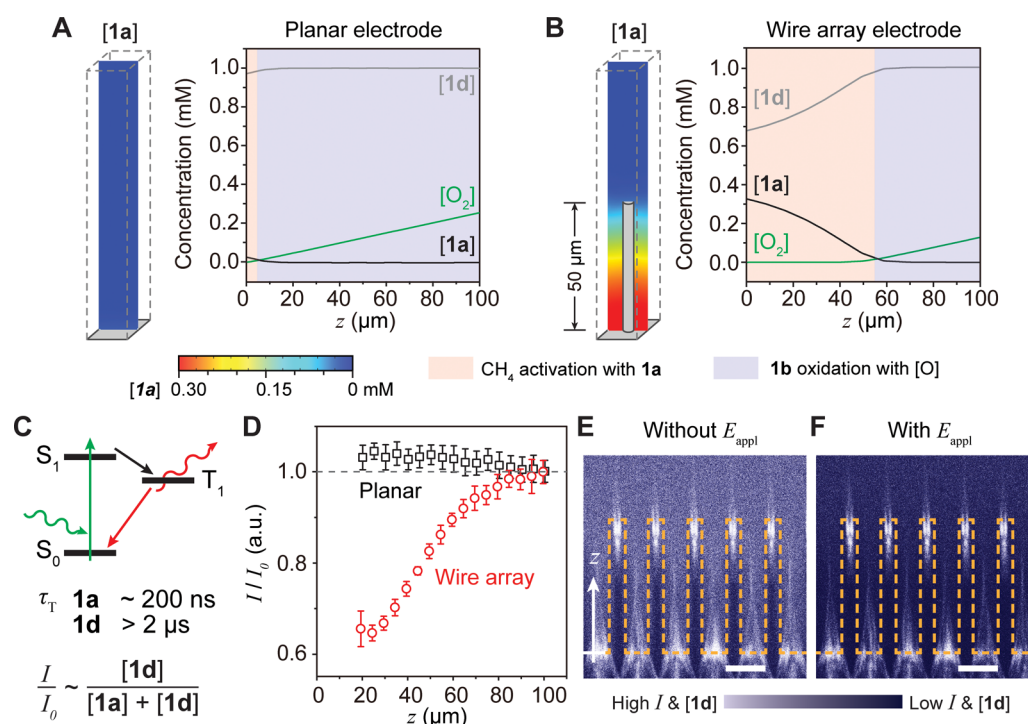 A
[1a]
Planar electrode
Concentration (mM)
1.0
0.8
0.6
0.4
0.2
0.0
[1d]
[O2]
[1a]
0 20 40 60 80 100
z (µm)
B
[1a]
50 µm
Wire array electrode
Concentration (mM)
1.0
0.8
0.6
0.4
0.2
0.0
[1d]
[1a]
[O2]
0 20 40 60 80 100
z (µm)
[1a] 0.30 0.15 0 mM
CH4 activation with 1a
1b oxidation with [O]
C
S1
T1
S0
τT 1a ~ 200 ns
1d > 2 µs
I/I0 ~ [1d]/[1a] + [1d]
D
I / I0 (a.u.)
1.0
0.8
0.6
Planar
Wire array
0 20 40 60 80 100
z (µm)
E
Without Eappl
z
F
With Eappl
High I & [1d] Low I & [1d]